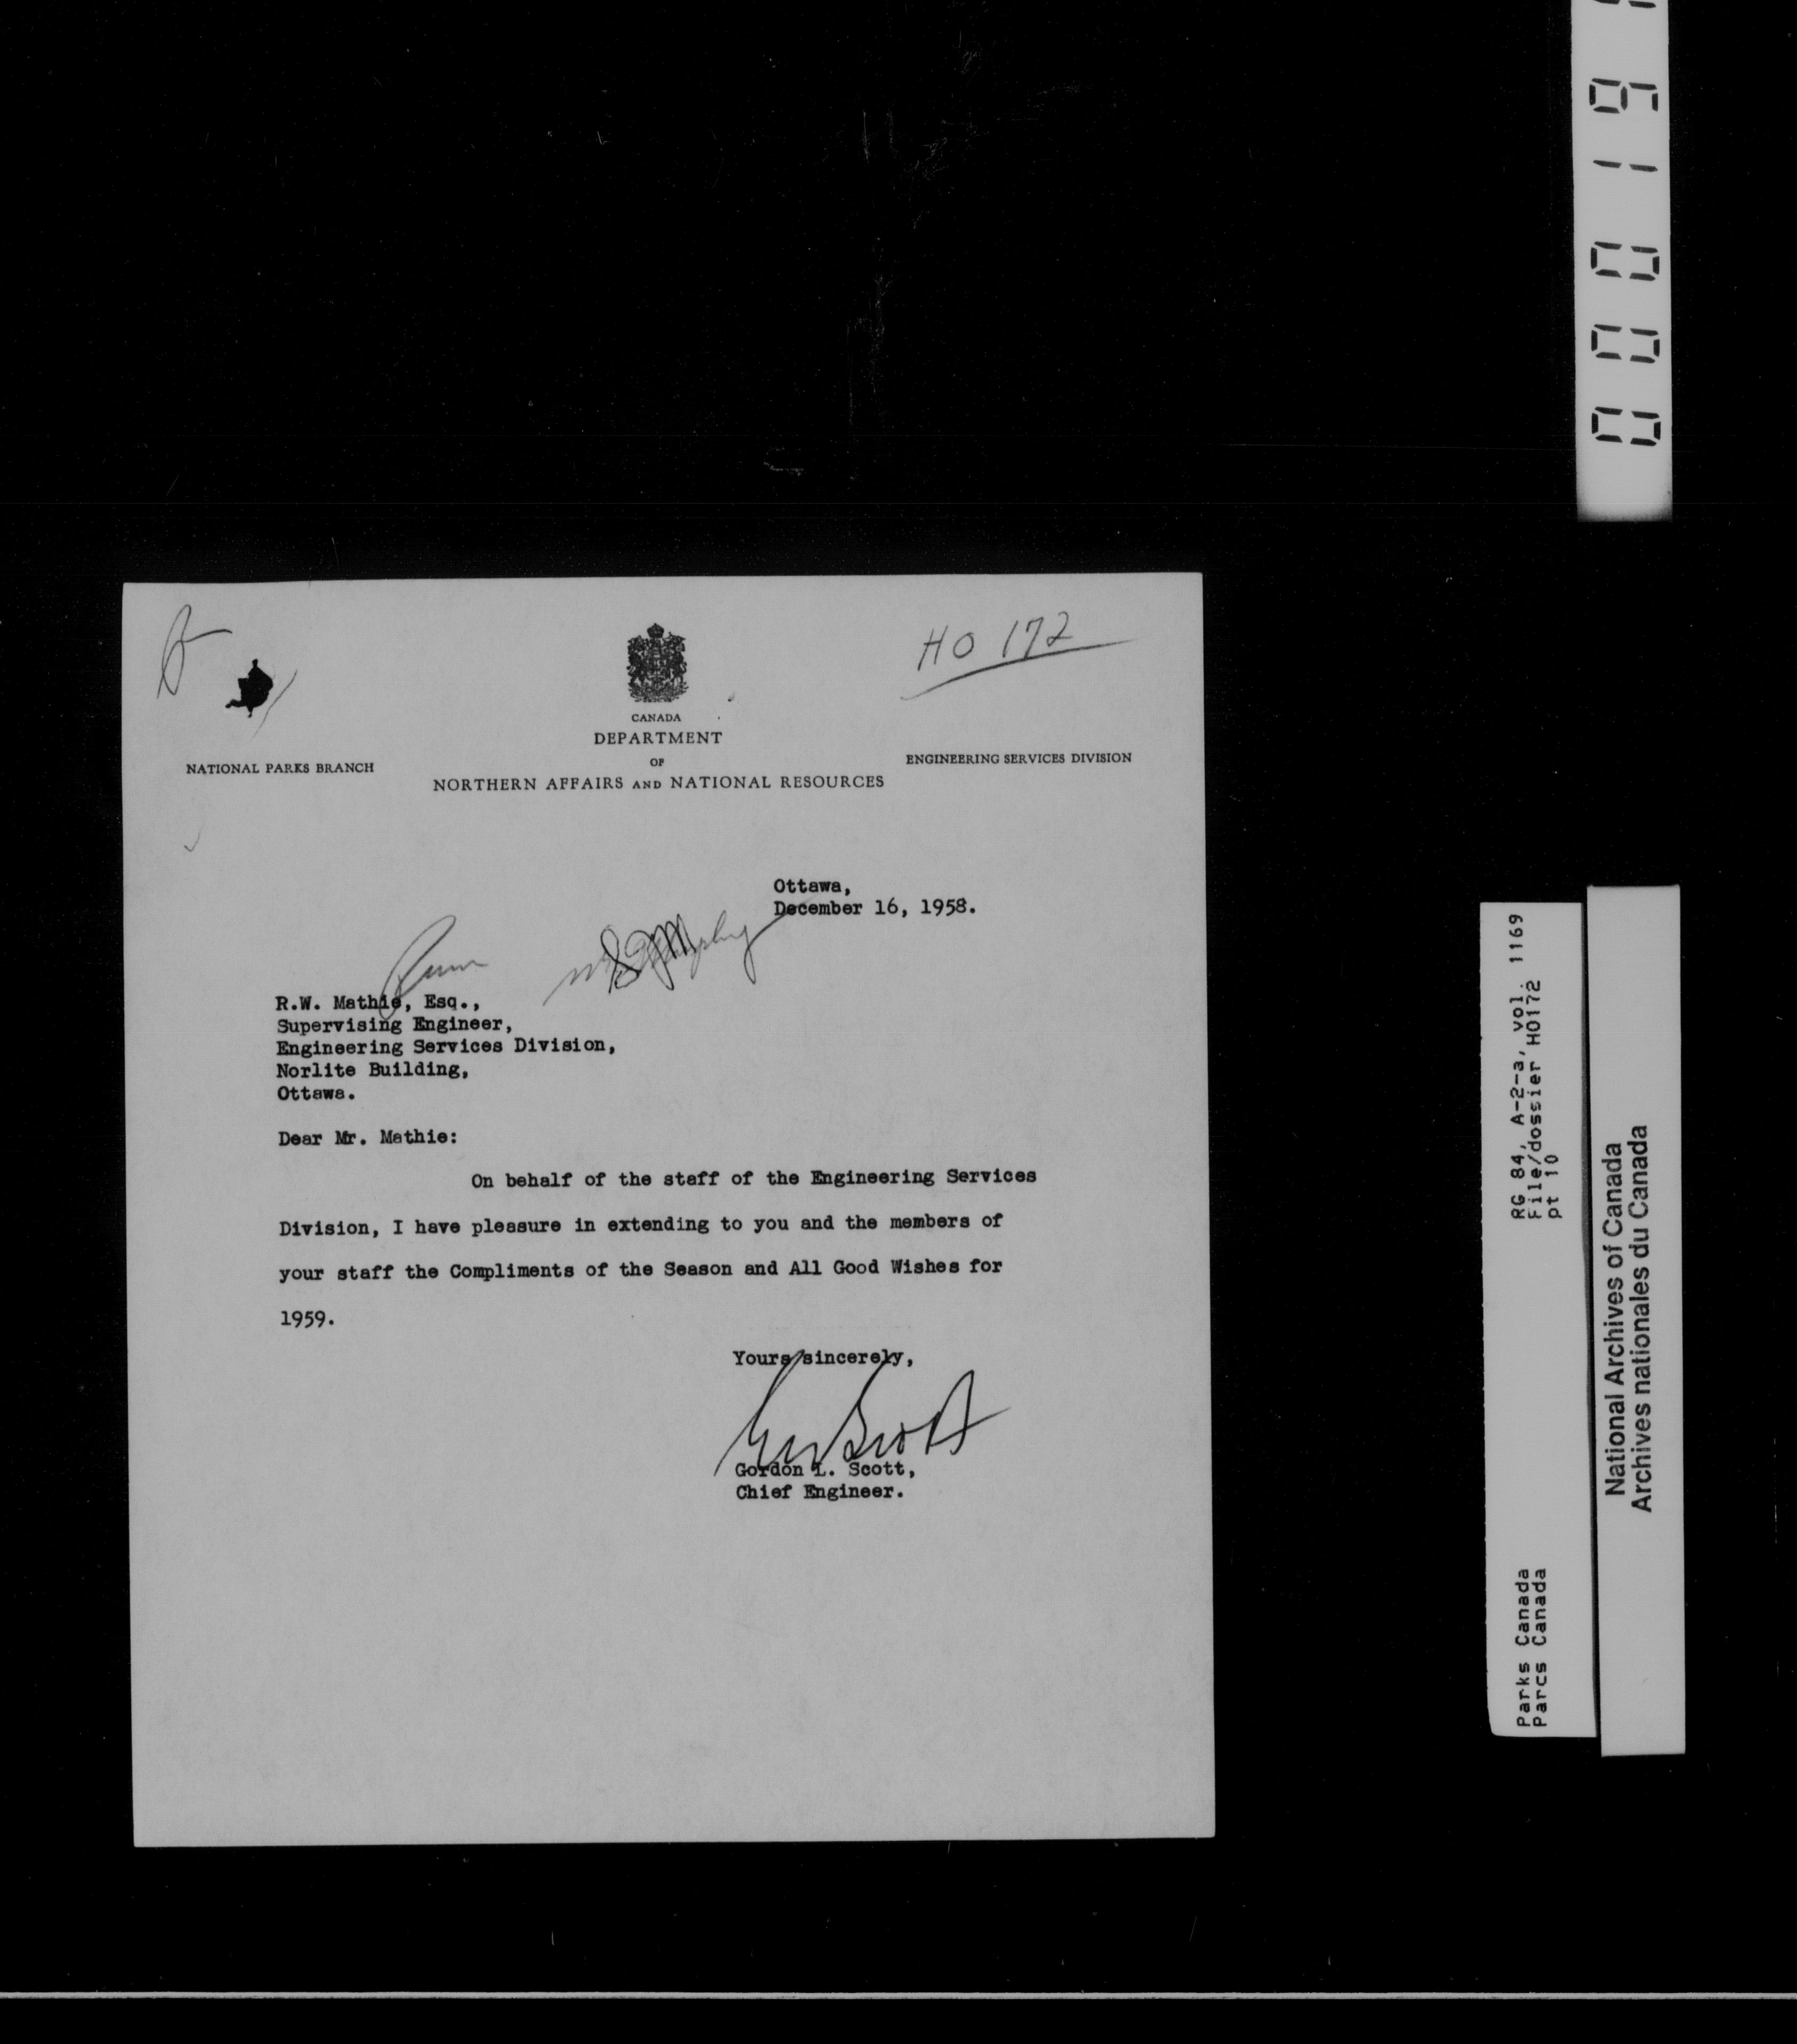 HO 172
CANADA
DEPARTMENT
OF
NORTHERN AFFAIRS AND NATIONAL RESOURCES
NATIONAL PARKS BRANCH
ENGINEERING SERVICES DIVISION
Ottawa,
December 16, 1958.
R.W. Mathie, Esq.,
Supervising Engineer,
Engineering Services Division,
Norlite Building,
Ottawa.
Dear Mr. Mathie:
On behalf of the staff of the Engineering Services
Division, I have pleasure in extending to you and the members of
your staff the Compliments of the Season and All Good Wishes for
1959.
Yours sincerely,
Gordon L. Scott,
Chief Engineer.
RG 84, A-2-a, vol. 1169
File/dossier HO172
pt 10
Parks Canada
Parcs Canada
National Archives of Canada
Archives nationales du Canada